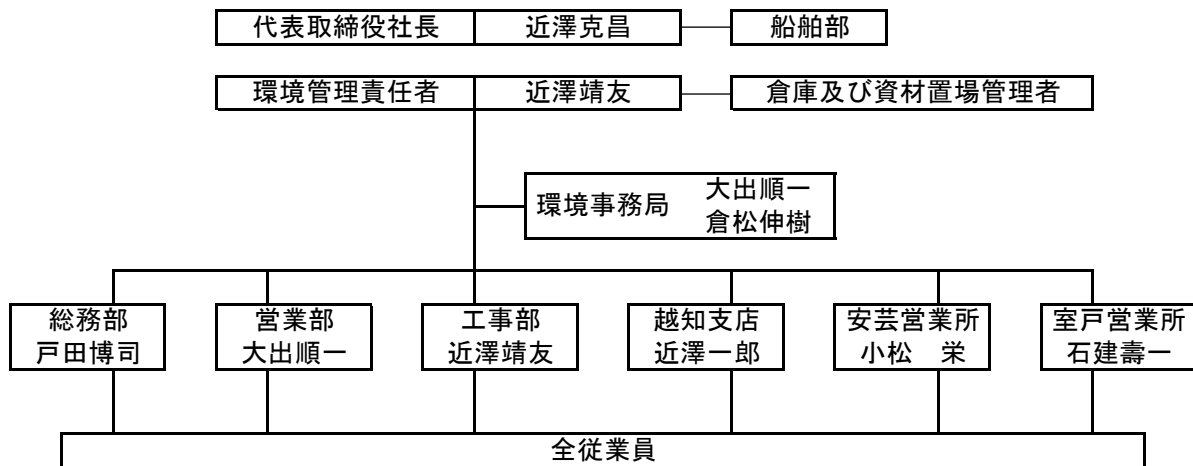 代表取締役社長 近澤克昌 船舶部
環境管理責任者 近澤靖友 倉庫及び資材置場管理者
環境事務局 大出順一
倉松伸樹
総務部 営業部 工事部 越知支店 安芸営業所 室戸営業所
戸田博司 大出順一 近澤靖友 近澤一郎 小松　栄 石建壽一
全従業員